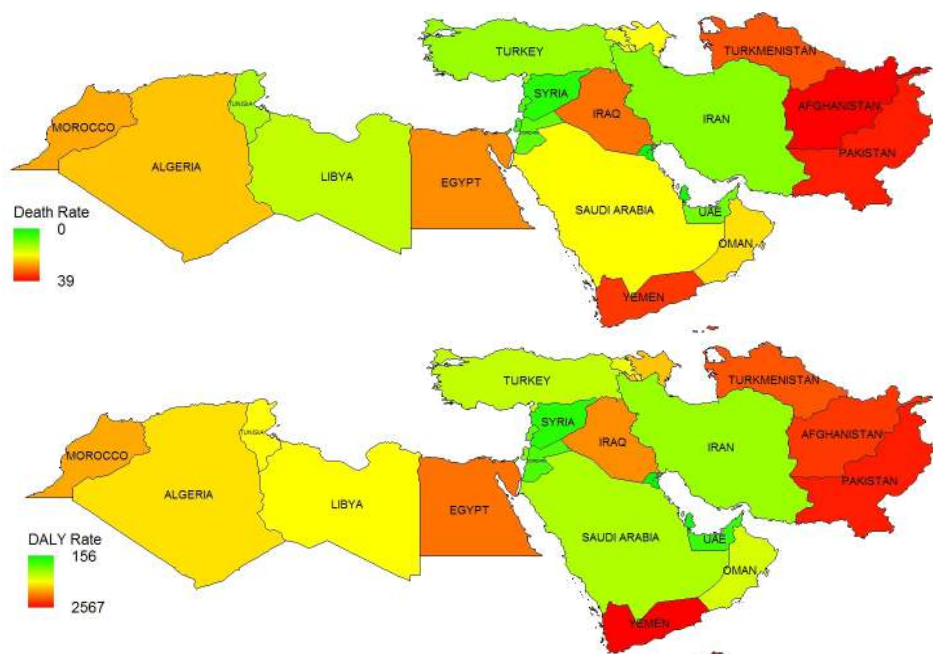 TURKEY
TURKMENISTAN
SYRIA
AFGHANISTAN
TUNISIA
IRAQ
IRAN
MOROCCO
JORDAN
PAKISTAN
ALGERIA
LIBYA
EGYPT
SAUDI ARABIA
UAE
Death Rate
0
39
OMAN
YEMEN
TURKEY
TURKMENISTAN
SYRIA
AFGHANISTAN
TUNISIA
IRAQ
IRAN
MOROCCO
JORDAN
PAKISTAN
ALGERIA
LIBYA
EGYPT
SAUDI ARABIA
UAE
DALY Rate
156
2567
OMAN
YEMEN